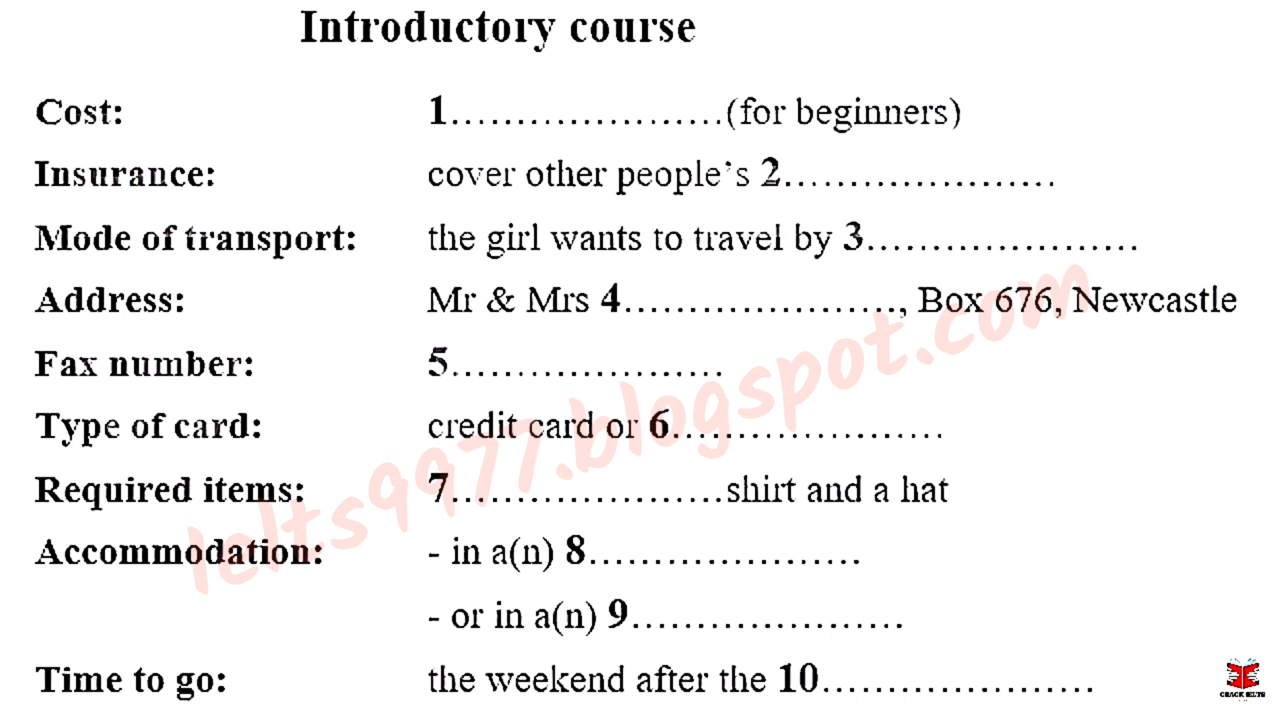 Introductory course
Cost: 1.....................(for beginners)
Insurance: cover other people's 2.....................
Mode of transport: the girl wants to travel by 3.....................
Address: Mr & Mrs 4....................., Box 676, Newcastle
Fax number: 5.....................
Type of card: credit card or 6.....................
Required items: 7.....................shirt and a hat
Accommodation: - in a(n) 8.....................
- or in a(n) 9.....................
Time to go: the weekend after the 10.....................
Ielts9977.blogspot.com
CRACK IELTS